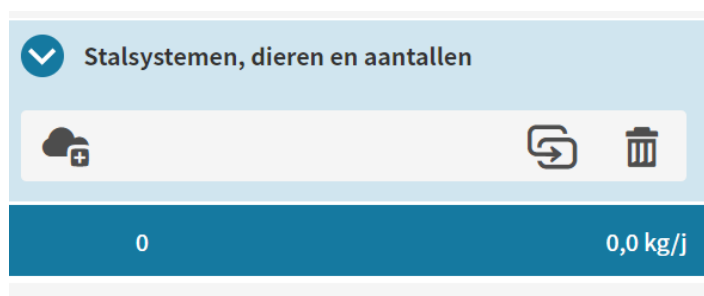 Stalsystemen, dieren en aantallen
0 0,0 kg/j